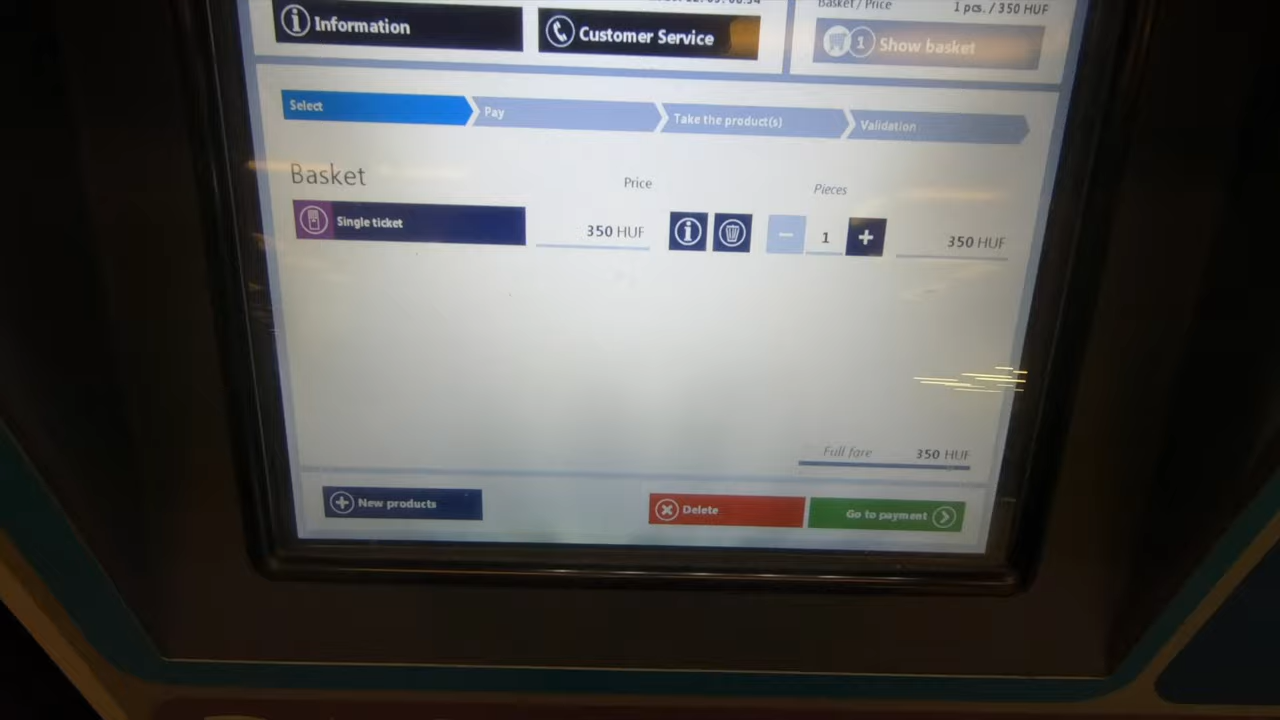 Information
Customer Service
Basket / Price
1 pcs. / 350 HUF
1 Show basket
Select
Pay
Take the product(s)
Validation
Basket
Price
Pieces
Single ticket
350 HUF
1
350 HUF
Full fare 350 HUF
New products
Delete
Go to payment